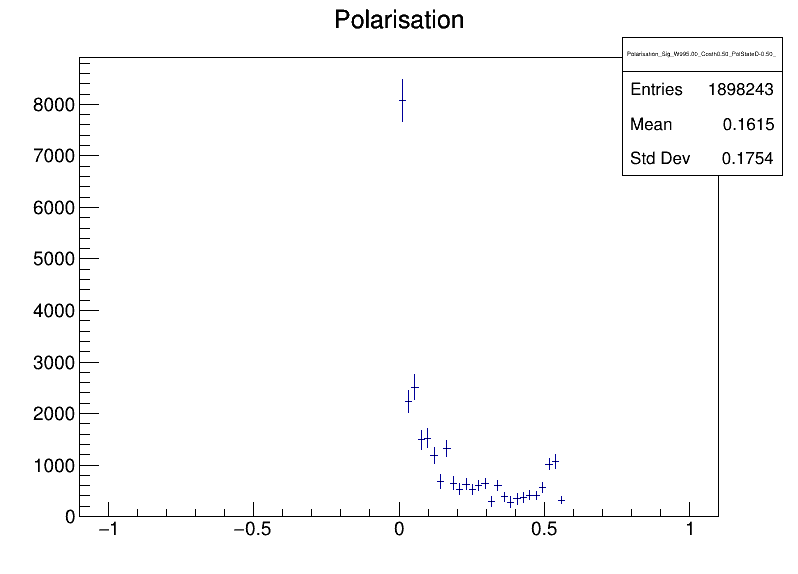 Polarisation
Polarisation_Sig_W995.00_Costh0.50_PolStateD-0.50_
Entries 1898243
Mean 0.1615
Std Dev 0.1754
8000
7000
6000
5000
4000
3000
2000
1000
0
−1 −0.5 0 0.5 1